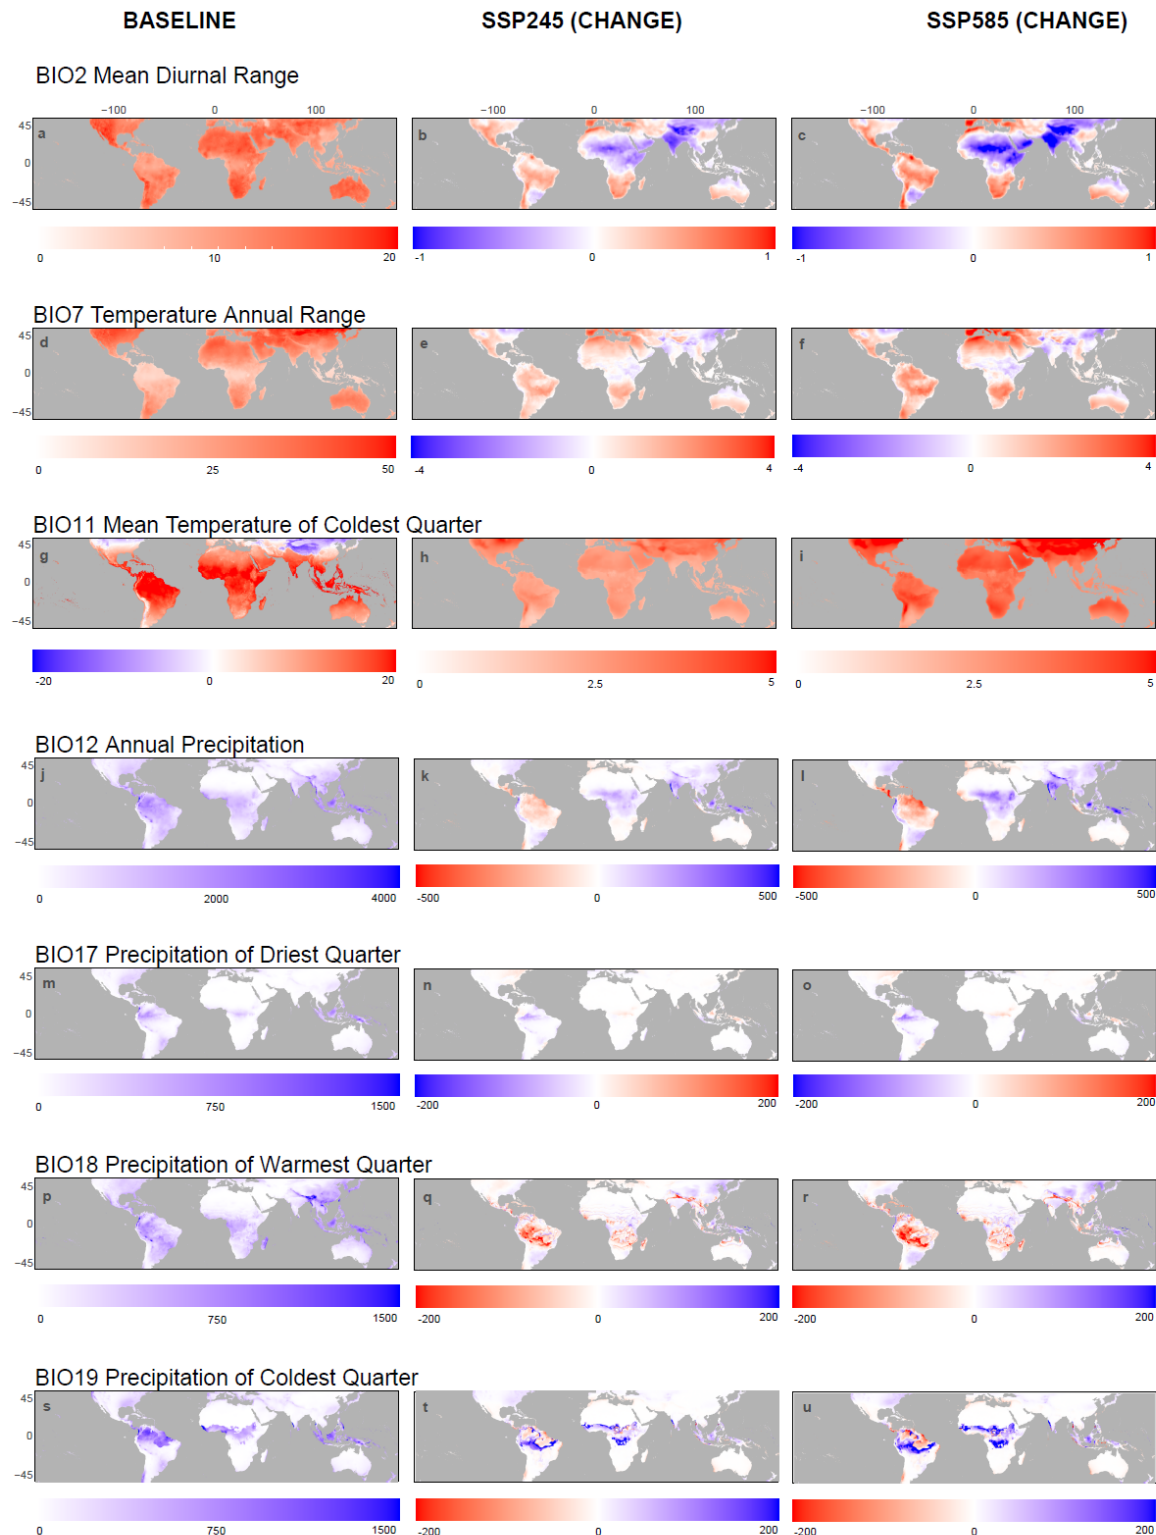 BASELINE SSP245 (CHANGE) SSP585 (CHANGE)
BIO2 Mean Diurnal Range
−100 0 100 −100 0 100 −100 0 100
45 a b c
0
−45
0 10 20 -1 0 1 -1 0 1
BIO7 Temperature Annual Range
45 d e f
0
−45
0 25 50 -4 0 4 -4 0 4
BIO11 Mean Temperature of Coldest Quarter
45 g h i
0
−45
-20 0 20 0 2.5 5 0 2.5 5
BIO12 Annual Precipitation
45 j k l
0
−45
0 2000 4000 -500 0 500 -500 0 500
BIO17 Precipitation of Driest Quarter
45 m n o
0
−45
0 750 1500 -200 0 200 -200 0 200
BIO18 Precipitation of Warmest Quarter
45 p q r
0
−45
0 750 1500 -200 0 200 -200 0 200
BIO19 Precipitation of Coldest Quarter
45 s t u
0
−45
0 750 1500 -200 0 200 -200 0 200